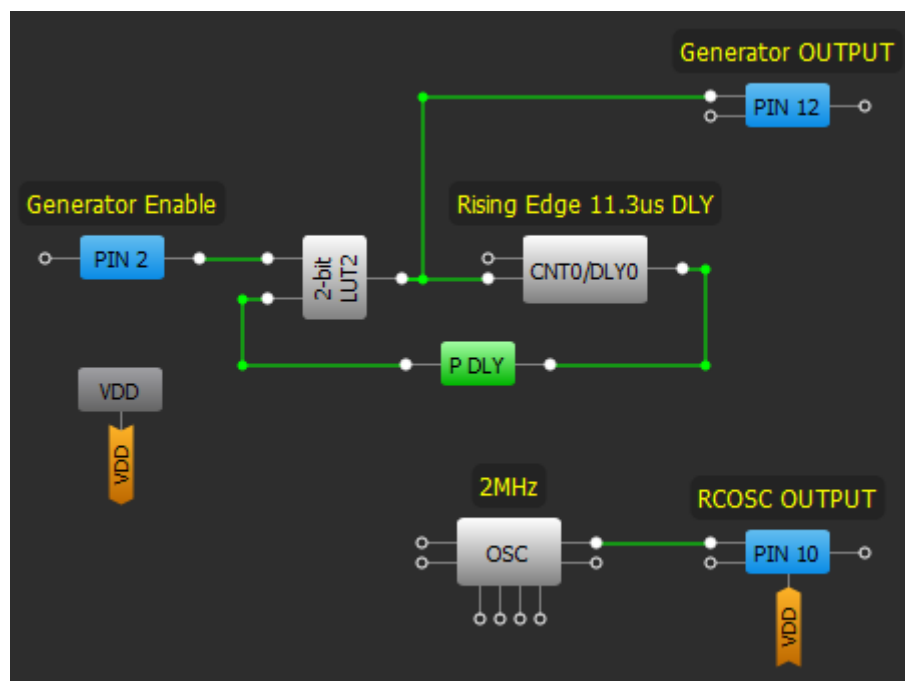 Generator OUTPUT
PIN 12
Generator Enable
Rising Edge 11.3us DLY
PIN 2
2-bit
LUT2
CNT0/DLY0
P DLY
VDD
VDD
2MHz
RCOSC OUTPUT
OSC
PIN 10
VDD